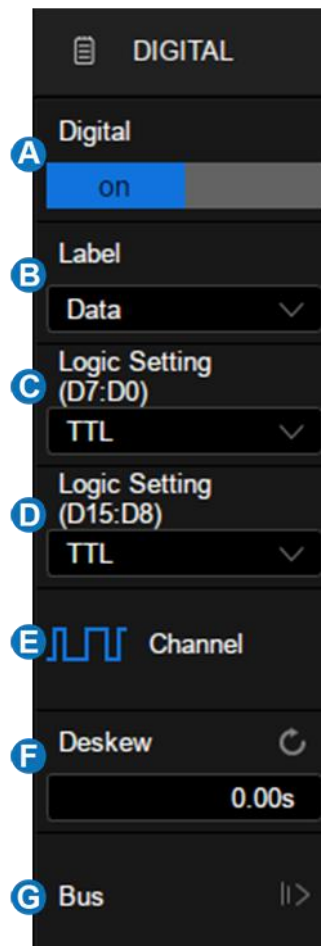 DIGITAL
Digital
A
on
Label
B
Data
Logic Setting
C
(D7:D0)
TTL
Logic Setting
D
(D15:D8)
TTL
E Channel
Deskew
F
0.00s
G Bus